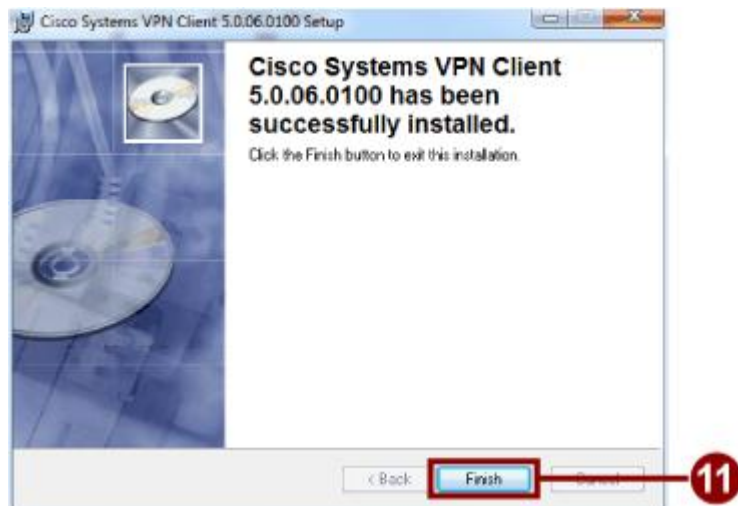 Cisco Systems VPN Client 5.0.06.0100 Setup
Cisco Systems VPN Client
5.0.06.0100 has been
successfully installed.
Click the Finish button to exit this installation.
< Back
Finish
Cancel
11